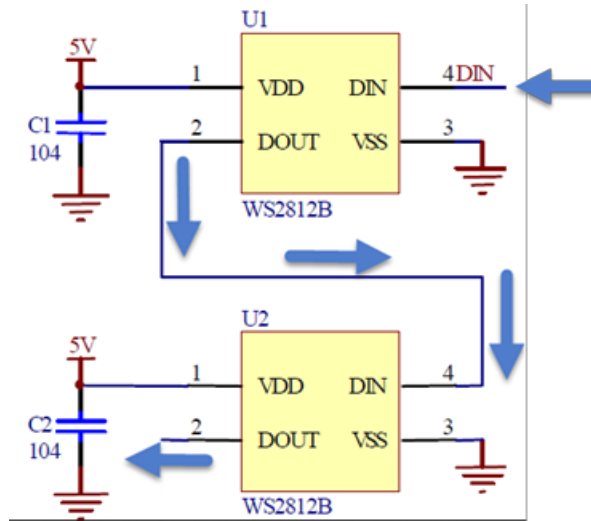 U1
5V
1 VDD DIN 4 DIN
C1
104
2 DOUT VSS 3
WS2812B
U2
5V
1 VDD DIN 4
C2
104
2 DOUT VSS 3
WS2812B